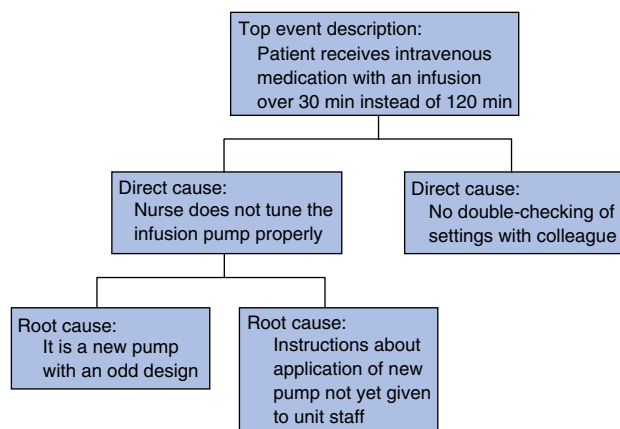 Top event description:
Patient receives intravenous
medication with an infusion
over 30 min instead of 120 min
Direct cause:
Nurse does not tune the
infusion pump properly
Direct cause:
No double-checking of
settings with colleague
Root cause:
It is a new pump
with an odd design
Root cause:
Instructions about
application of new
pump not yet given
to unit staff